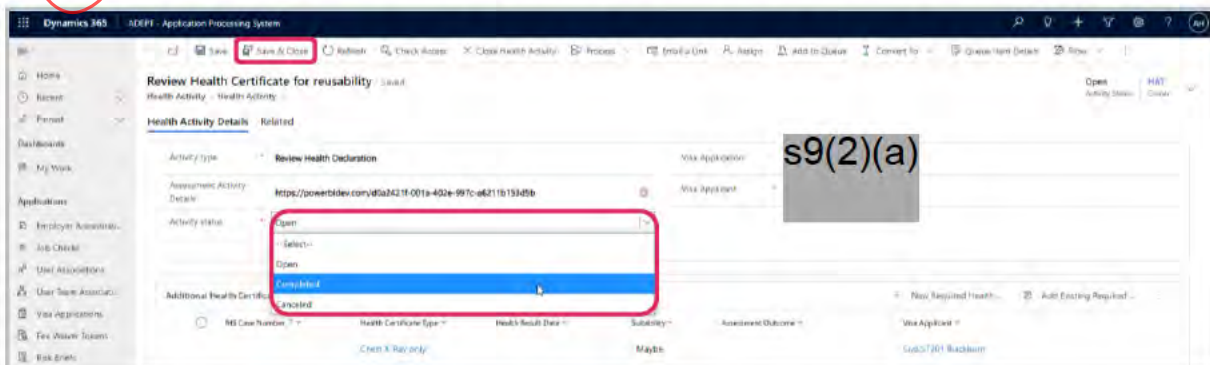 Dynamics 365 ADEPT - Application Processing System
Save Save & Close Refresh Check Access Close Health Activity Process Email a Link Assign Add to Queue Convert to Queue Item Details Flow
Home
Recent
Pinned
Dashboards
My Work
Applications
Job Checks
User Associations
User Team Associati...
Visa Applications
Fee Waiver Tokens
Risk Briefs
Review Health Certificate for reusability - Saved
Health Activity · Health Activity
Open
Activity Status
HAT
Owner
Health Activity Details Related
Activity type * Review Health Declaration
Visa Application
s9(2)(a)
Assessment Activity Details
Visa Applicant *
Activity status * Open
--Select--
Open
Completed
Canceled
Additional Health Certific
New Required Health... Add Existing Required ...
IMS Case Number Health Certificate Type Health Result Date Suitability Assessment Outcome Visa Applicant
Chest X-Ray only Maybe